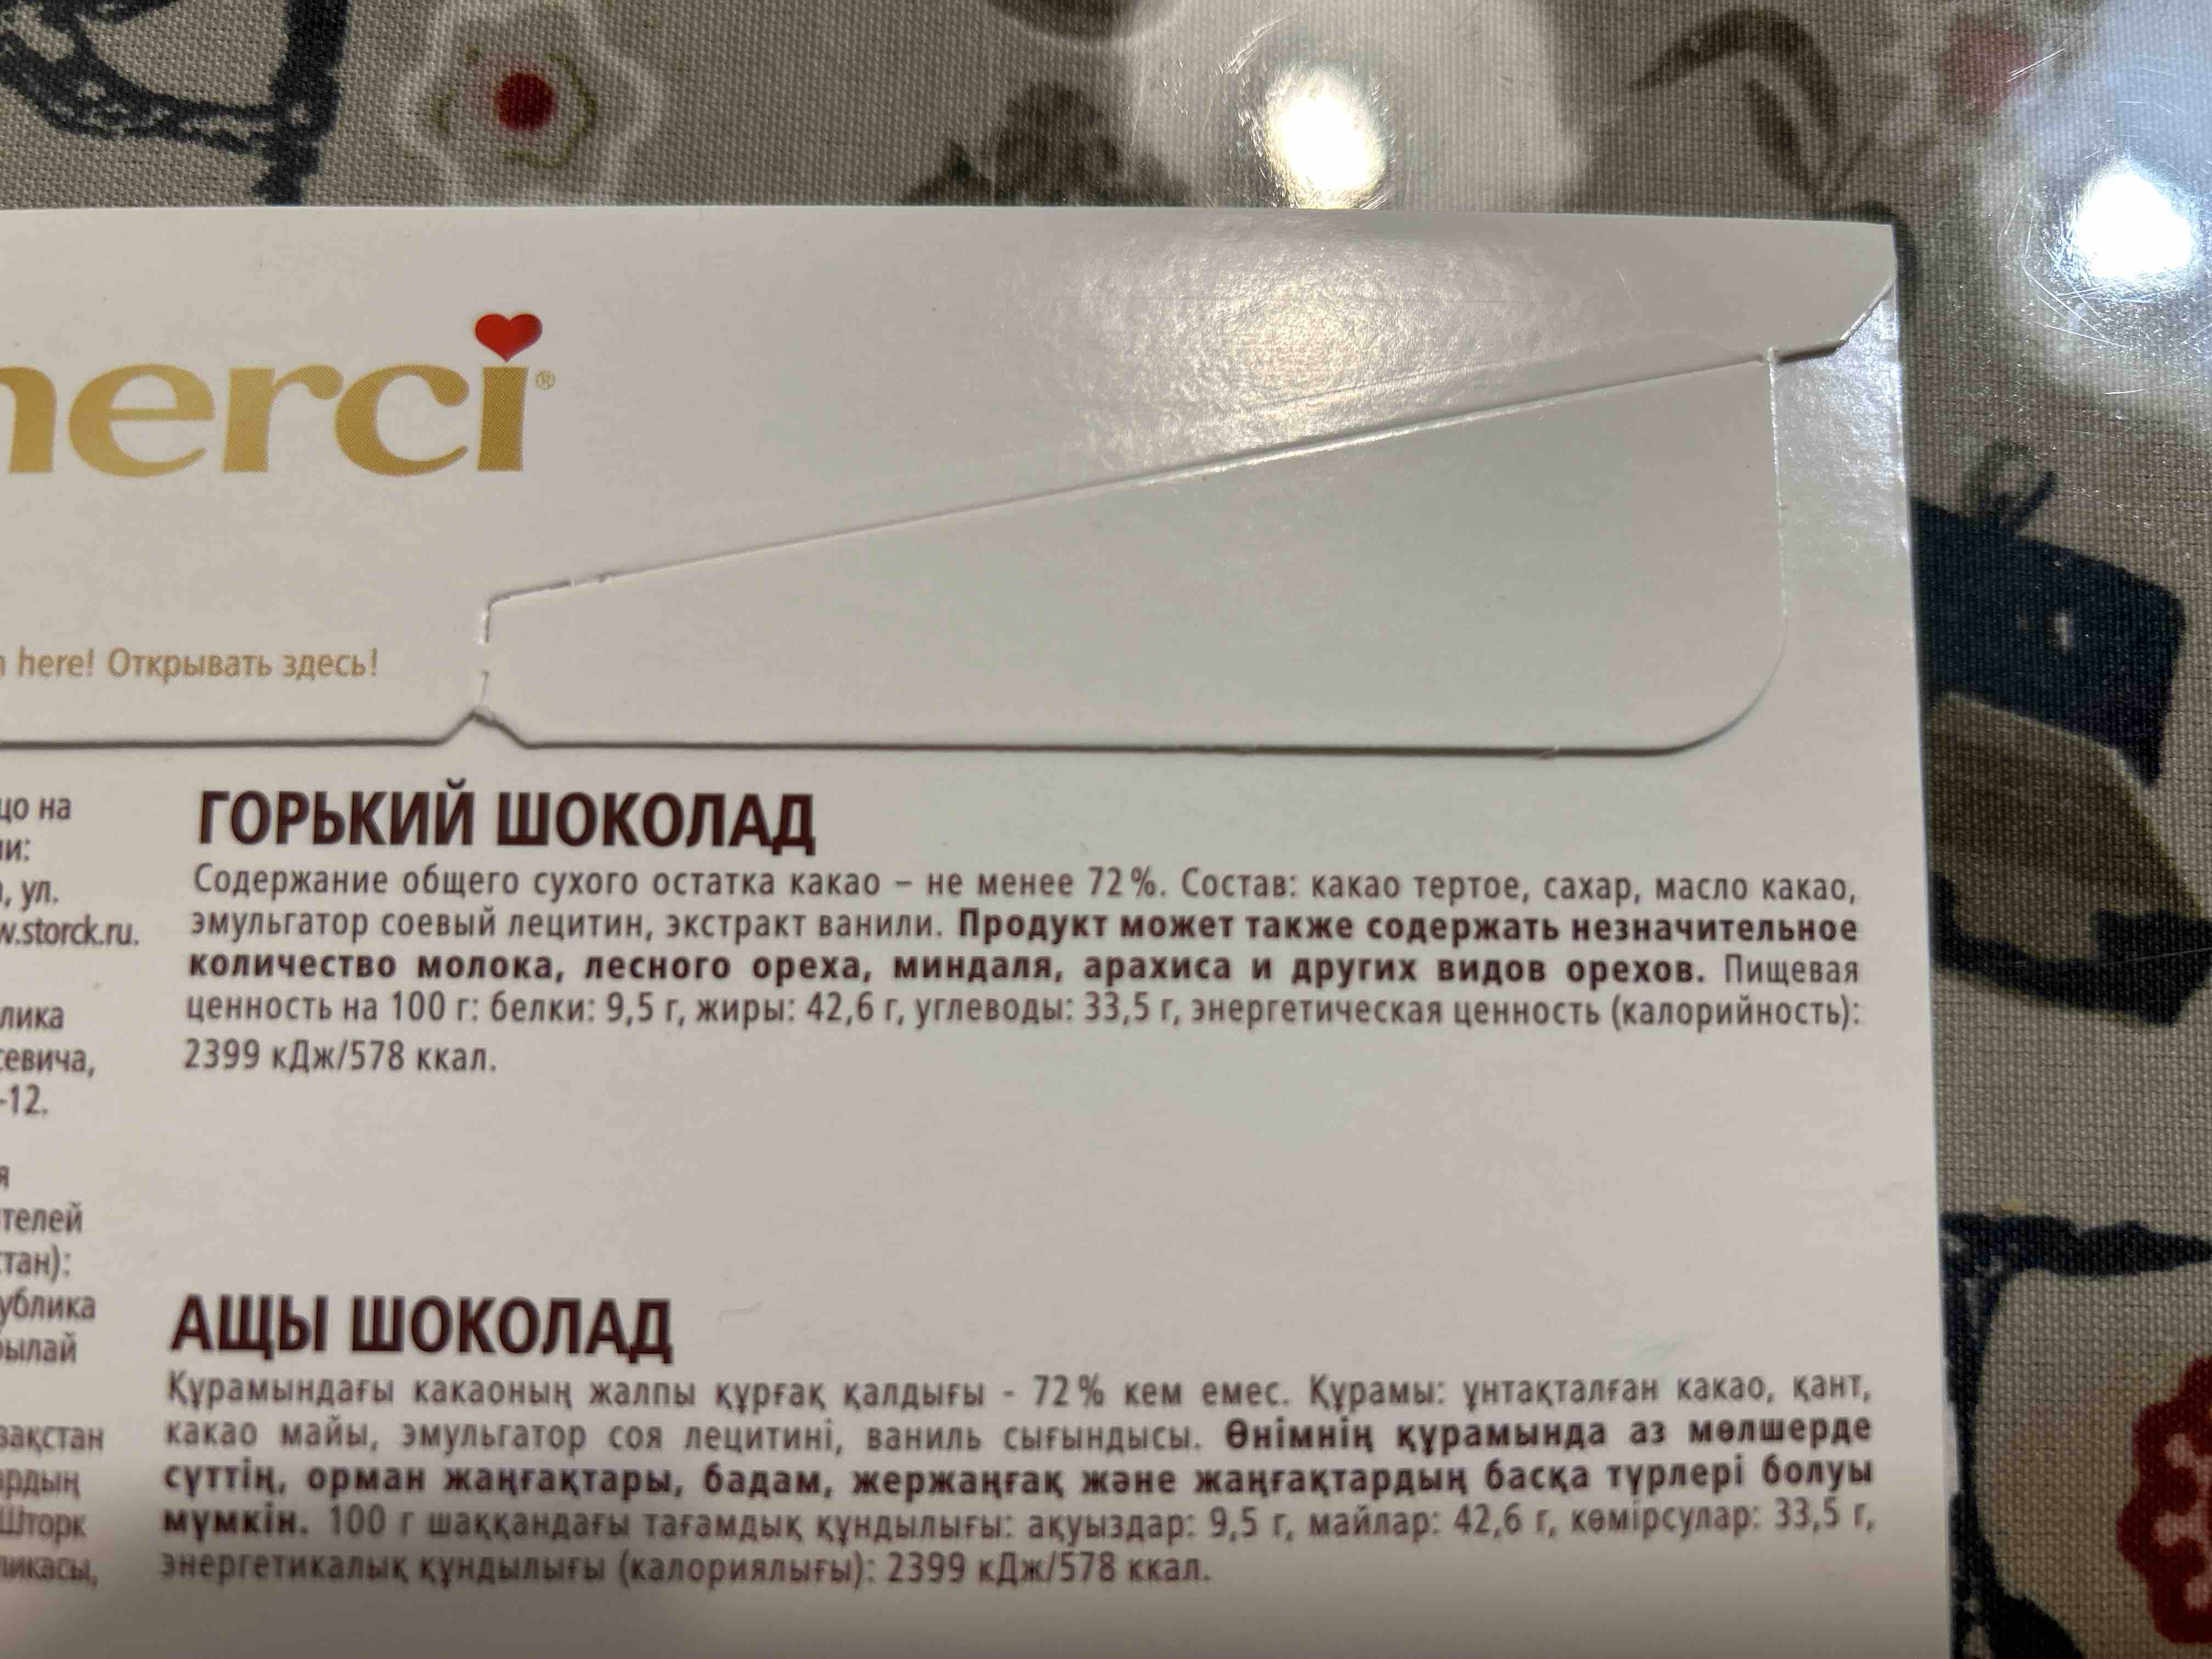 merci®
here! Открывать здесь!
на
ул.
w.storck.ru.
-12.
ГОРЬКИЙ ШОКОЛАД
Содержание общего сухого остатка какао – не менее 72 %. Состав: какао тертое, сахар, масло какао,
эмульгатор соевый лецитин, экстракт ванили. Продукт может также содержать незначительное
количество молока, лесного ореха, миндаля, арахиса и других видов орехов. Пищевая
ценность на 100 г: белки: 9,5 г, жиры: 42,6 г, углеводы: 33,5 г, энергетическая ценность (калорийность):
2399 кДж/578 ккал.
АЩЫ ШОКОЛАД
Құрамындағы какаоның жалпы құрғақ қалдығы - 72 % кем емес. Құрамы: ұнтақталған какао, қант,
какао майы, эмульгатор соя лецитині, ваниль сығындысы. Өнімнің құрамында аз мөлшерде
сүттің, орман жаңғақтары, бадам, жержаңғақ және жаңғақтардың басқа түрлері болуы
мүмкін. 100 г шаққандағы тағамдық құндылығы: ақуыздар: 9,5 г, майлар: 42,6 г, көмірсулар: 33,5 г,
энергетикалық құндылығы (калориялығы): 2399 кДж/578 ккал.
Шторк